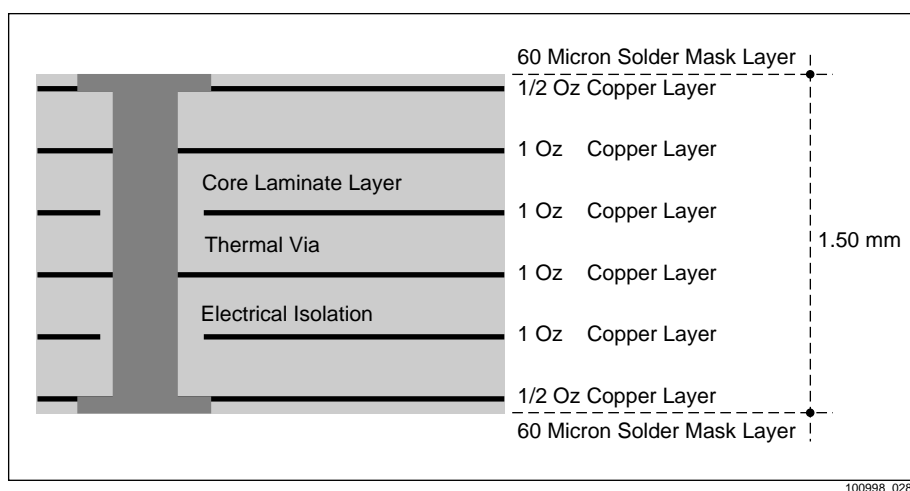 60 Micron Solder Mask Layer
1/2 Oz Copper Layer
1 Oz Copper Layer
Core Laminate Layer
1 Oz Copper Layer
Thermal Via
1.50 mm
1 Oz Copper Layer
Electrical Isolation
1 Oz Copper Layer
1/2 Oz Copper Layer
60 Micron Solder Mask Layer
100998_028